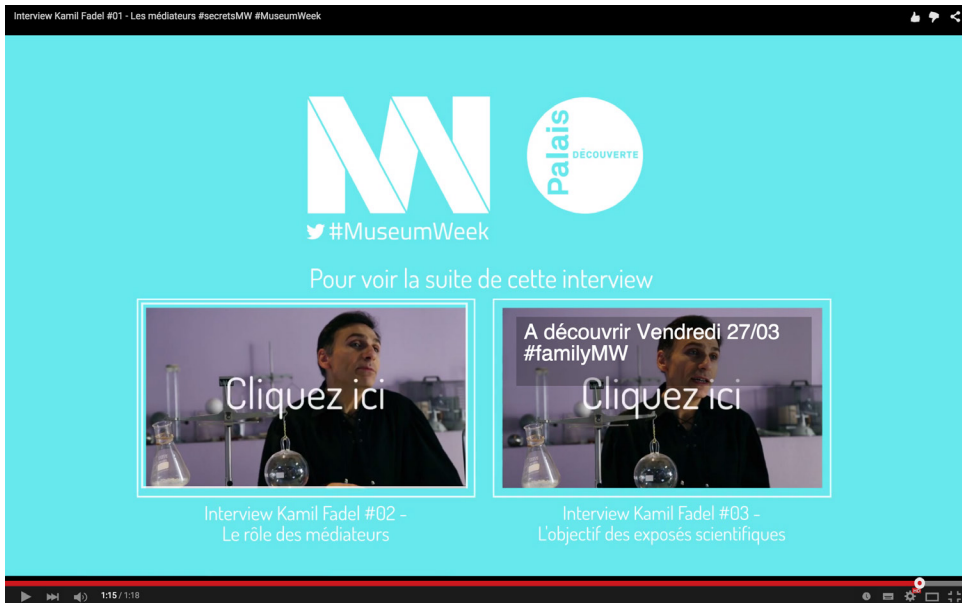 Interview Kamil Fadel #01 - Les médiateurs #secretsMW #MuseumWeek
MW
Palais
DÉCOUVERTE
#MuseumWeek
Pour voir la suite de cette interview
Cliquez ici
A découvrir Vendredi 27/03
#familyMW
Cliquez ici
Interview Kamil Fadel #02 -
Le rôle des médiateurs
Interview Kamil Fadel #03 -
L'objectif des exposés scientifiques
1:15 / 1:18
HD